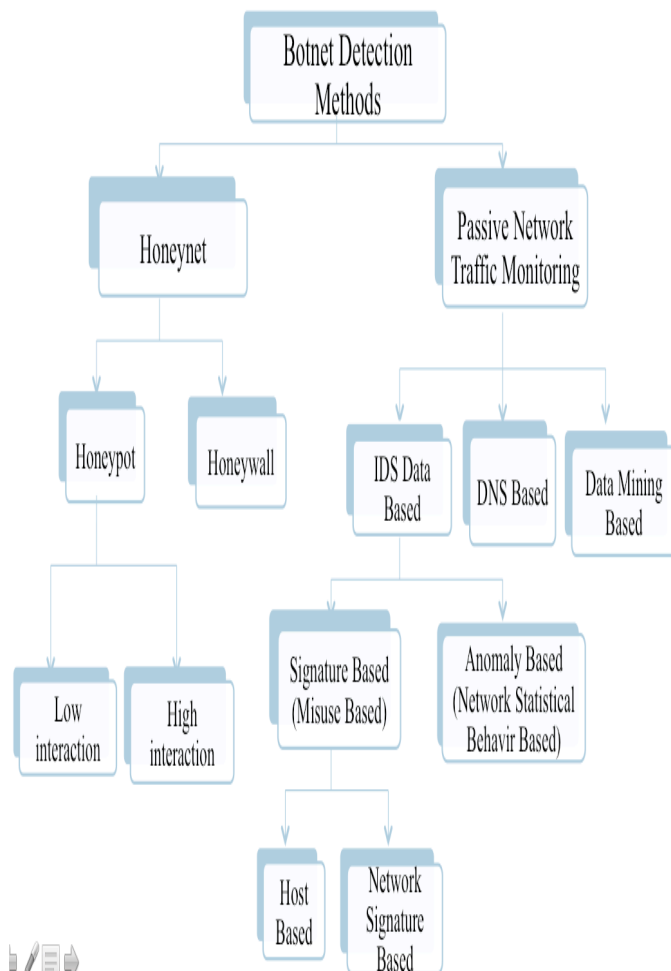 Botnet Detection
Methods
Honeynet
Passive Network
Traffic Monitoring
Honeypot
Honeywall
IDS Data
Based
DNS Based
Data Mining
Based
Low
interaction
High
interaction
Signature Based
(Misuse Based)
Anomaly Based
(Network Statistical
Behavir Based)
Host
Based
Network
Signature
Based